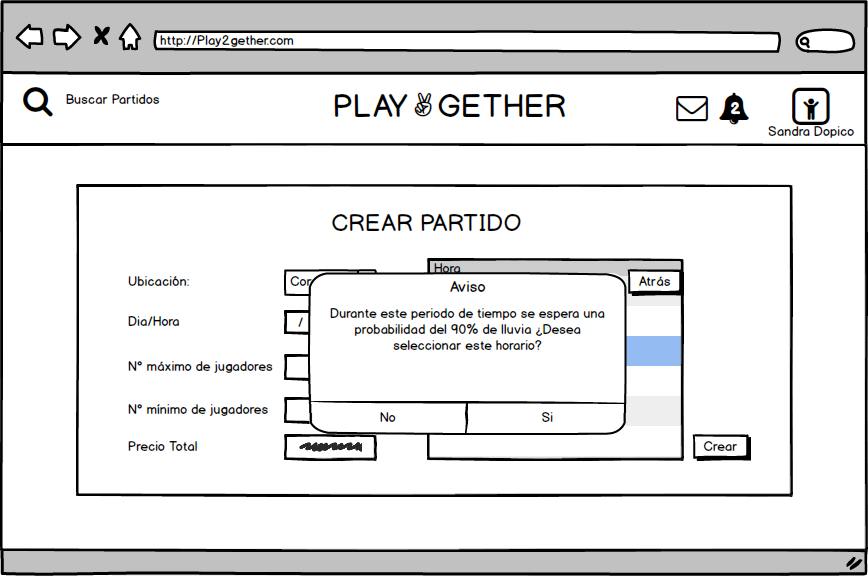 http://Play2gether.com
Buscar Partidos
PLAY GETHER
2
Sandra Dopico
CREAR PARTIDO
Hora
Ubicación:
Cor
Atrás
Aviso
Durante este periodo de tiempo se espera una
probabilidad del 90% de lluvia ¿Desea
seleccionar este horario?
Dia/Hora
/
Nº máximo de jugadores
Nº mínimo de jugadores
No
Si
Precio Total
Crear